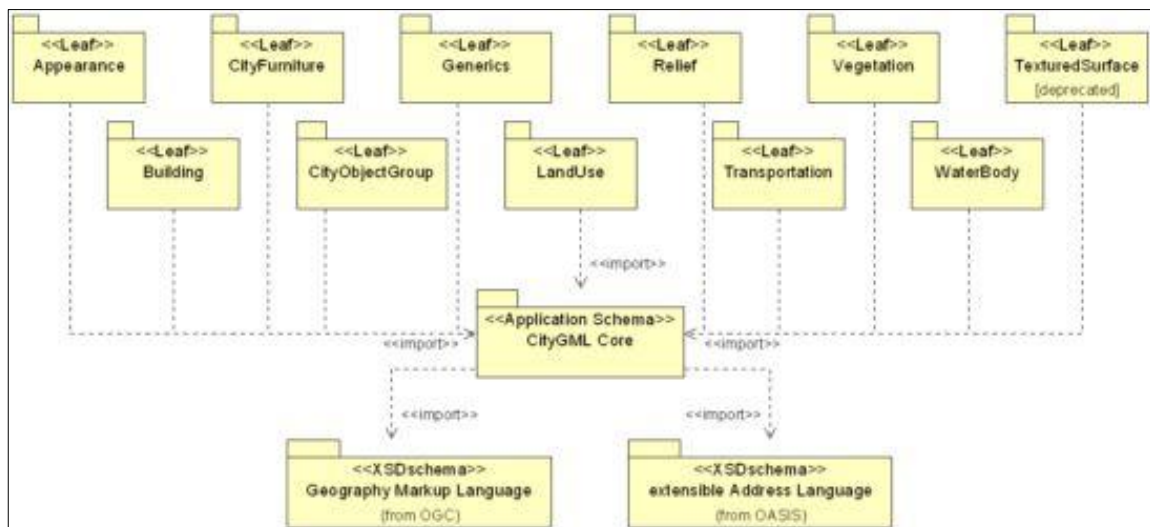 <<Leaf>>
Appearance
<<Leaf>>
CityFurniture
<<Leaf>>
Generics
<<Leaf>>
Relief
<<Leaf>>
Vegetation
<<Leaf>>
TexturedSurface
[deprecated]
<<Leaf>>
Building
<<Leaf>>
CityObjectGroup
<<Leaf>>
LandUse
<<Leaf>>
Transportation
<<Leaf>>
WaterBody
<<import>>
<<Application Schema>>
CityGML Core
<<import>>
<<import>>
<<import>>
<<import>>
<<XSDschema>>
Geography Markup Language
(from OGC)
<<XSDschema>>
extensible Address Language
(from OASIS)